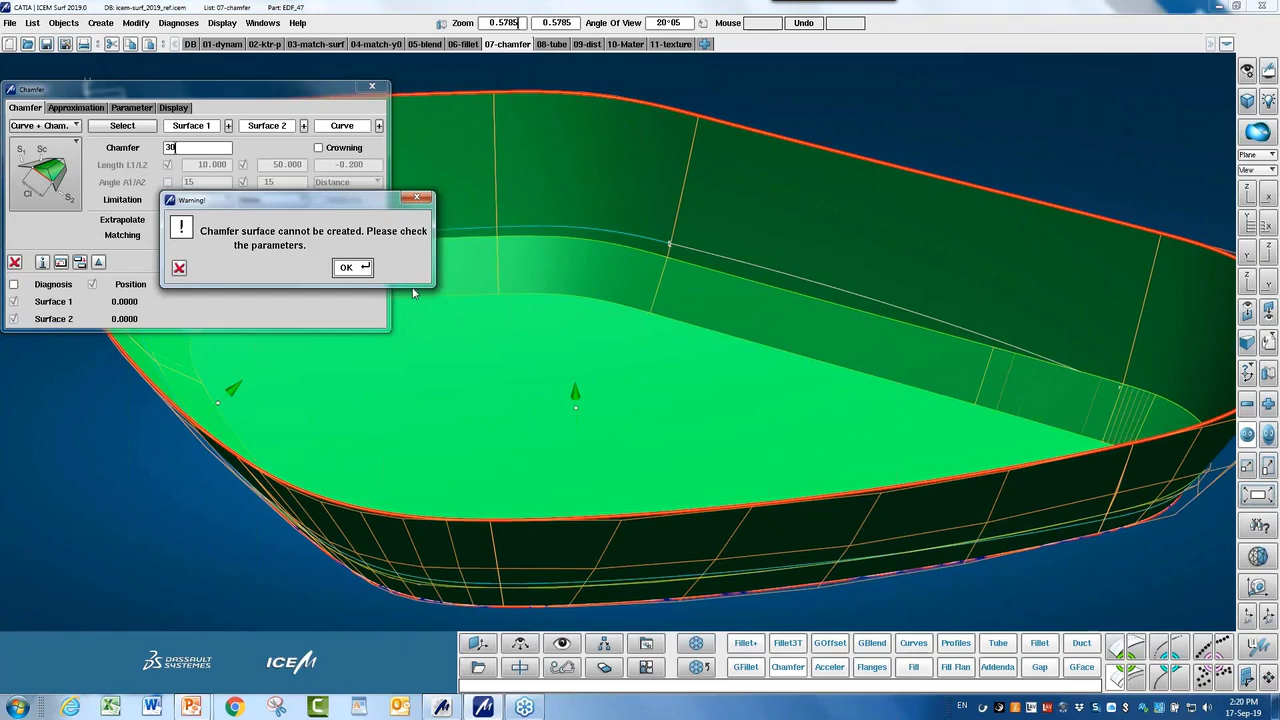 CATIA | ICEM Surf 2019.0 DB: icem-surf_2019_ref.icem List: 07-chamfer Part: EDF_47
File List Objects Create Modify Diagnoses Display Windows Help
Zoom 0.5785 0.5785 Angle Of View 20°05 Mouse Undo
DB 01-dynam 02-ktr-p 03-match-surf 04-match-y0 05-blend 06-fillet 07-chamfer 08-tube 09-dist 10-Mater 11-texture
Chamfer
Chamfer Approximation Parameter Display
Curve + Cham. Select Surface 1 + Surface 2 + Curve +
S1 Sc Cl S2
Chamfer 30 Crowning
Length L1/L2 10.000 50.000 -0.200
Angle A1/A2 15 15 Distance
Limitation
Extrapolate
Matching
Warning!
! Chamfer surface cannot be created. Please check
the parameters.
OK
Diagnosis Position
Surface 1 0.0000
Surface 2 0.0000
Plane
View
DASSAULT
SYSTEMES
ICEM
Fillet+ Fillet3T GOffset GBlend Curves Profiles Tube Fillet Duct
GFillet Chamfer Acceler Flanges Fill Fill Flan Addenda Gap GFace
EN
2:20 PM
17-Sep-19